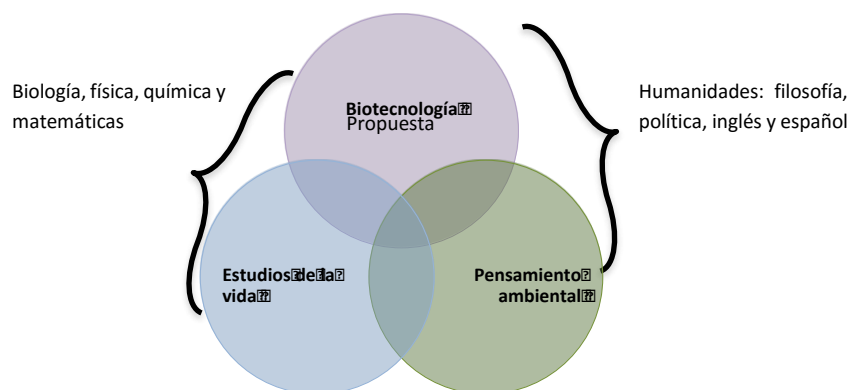 Biología, física, química y
matemáticas
Biotecnología
Propuesta
Humanidades: filosofía,
política, inglés y español
Estudios de la
vida
Pensamiento
ambiental